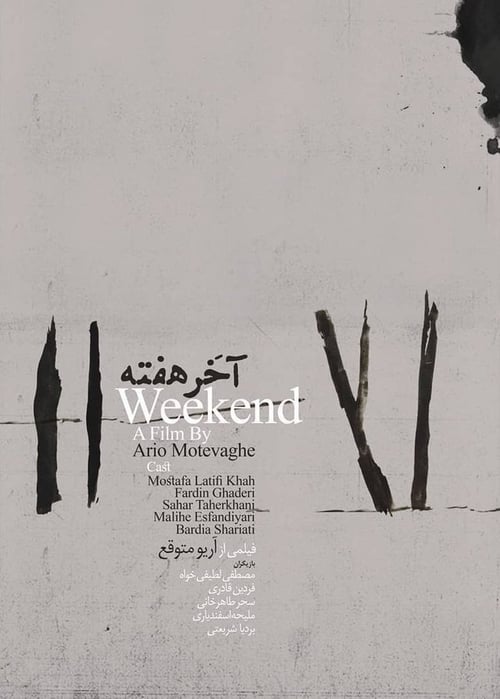 آخَر هفته
Weekend
A Film By
Ario Motevaghe
Cast
Mostafa Latifi Khah
Fardin Ghaderi
Sahar Taherkhani
Malihe Esfandiyari
Bardia Shariati
فیلمی از آریو متوقع
بازیگران
مصطفی لطیفی خواه
فردین قادری
سحر طاهرخانی
ملیحه اسفندیاری
بردیا شریعتی